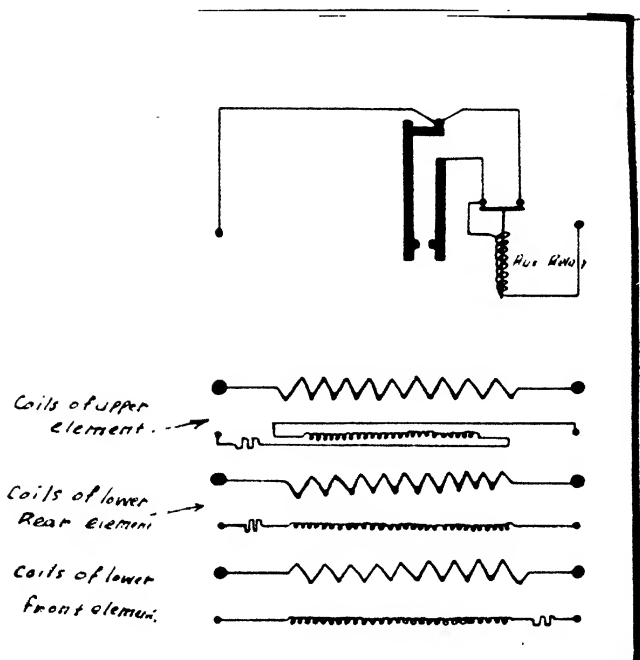 Aux Relay
Coils of upper
element.
Coils of lower
Rear element
Coils of lower
front element.